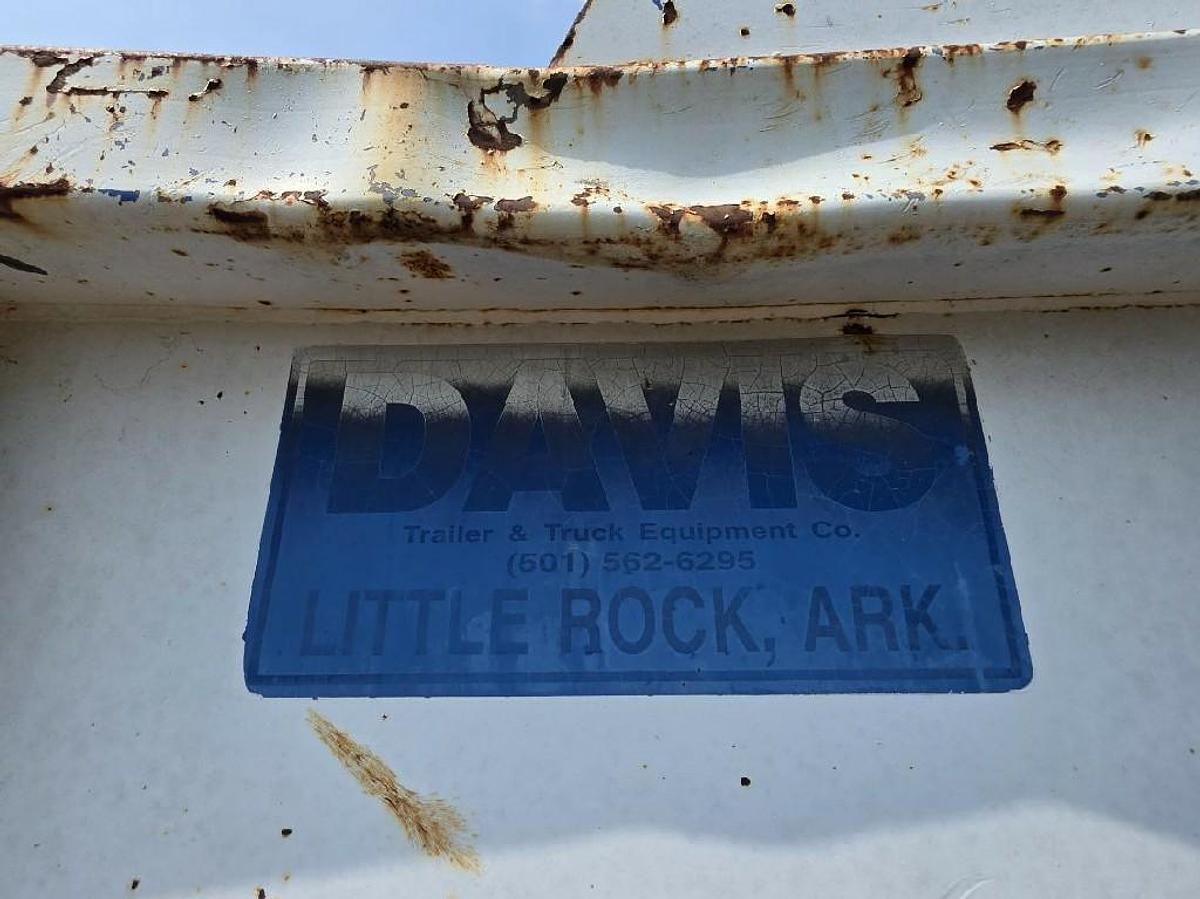 DAVIS
Trailer & Truck Equipment Co.
(501) 562-6295
LITTLE ROCK, ARK.